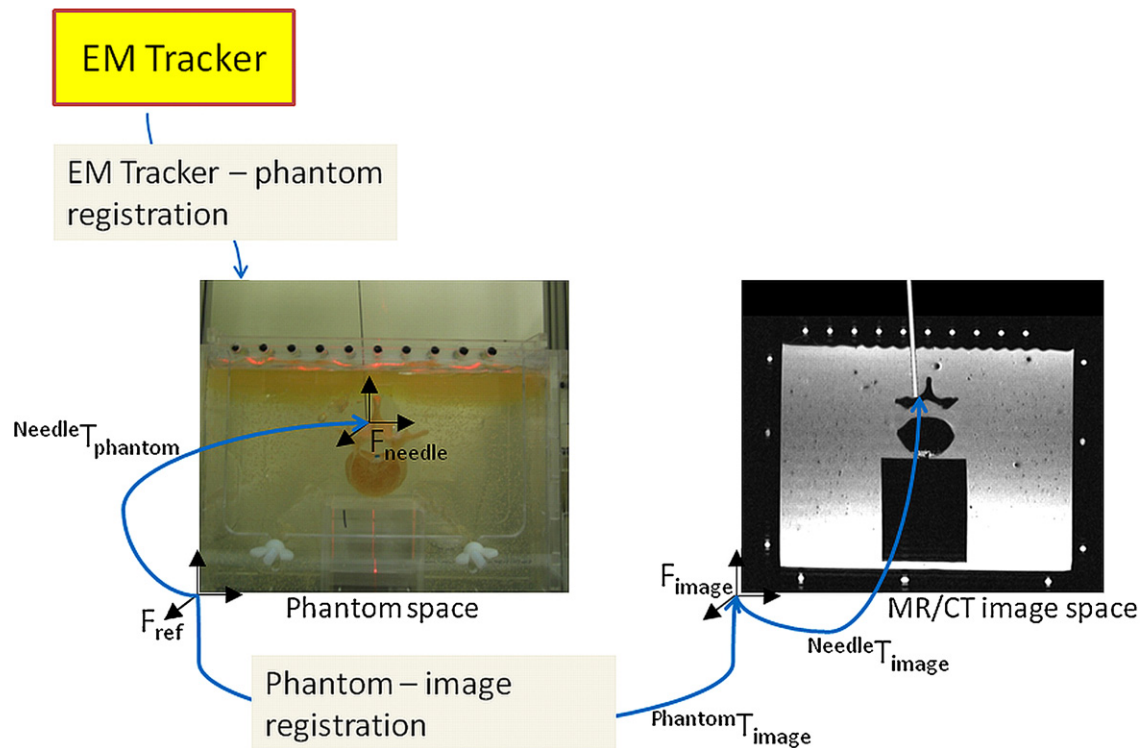 EM Tracker
EM Tracker – phantom
registration
NeedleTphantom
Fneedle
Fref
Phantom space
Fimage
MR/CT image space
NeedleTimage
Phantom – image
registration
PhantomTimage